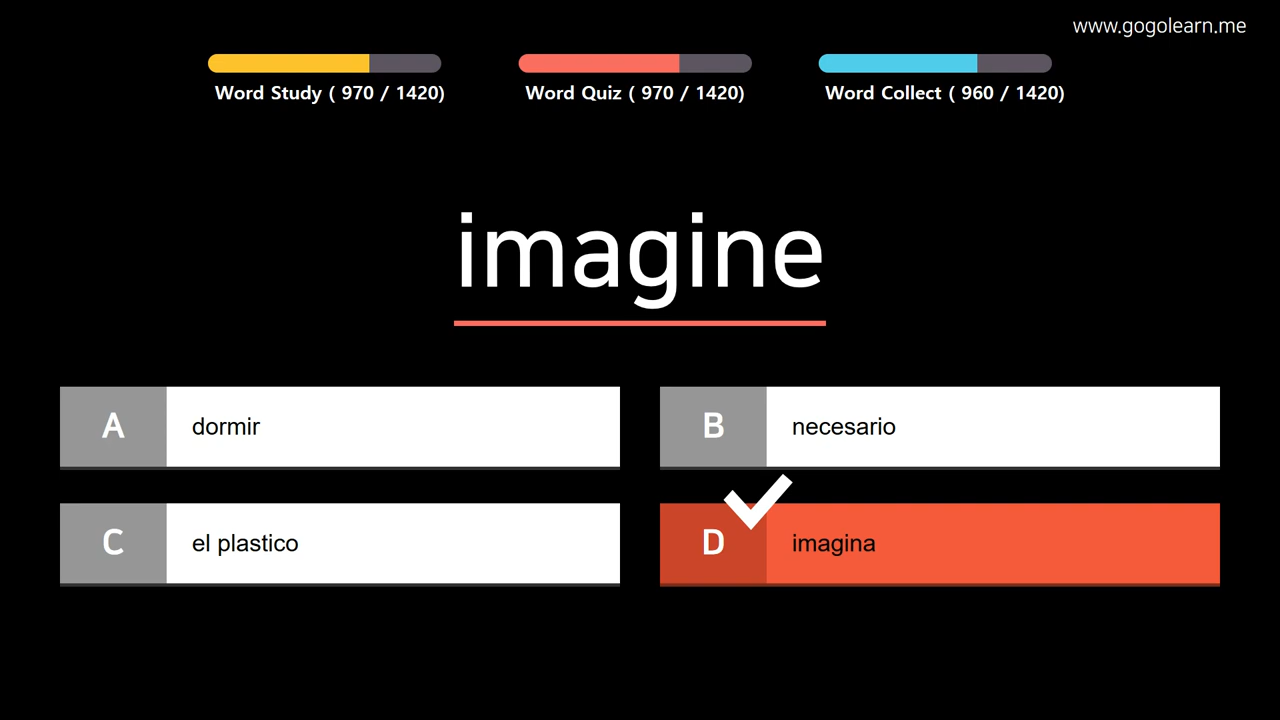 www.gogolearn.me
Word Study ( 970 / 1420)
Word Quiz ( 970 / 1420)
Word Collect ( 960 / 1420)
imagine
A dormir
B necesario
C el plastico
D imagina